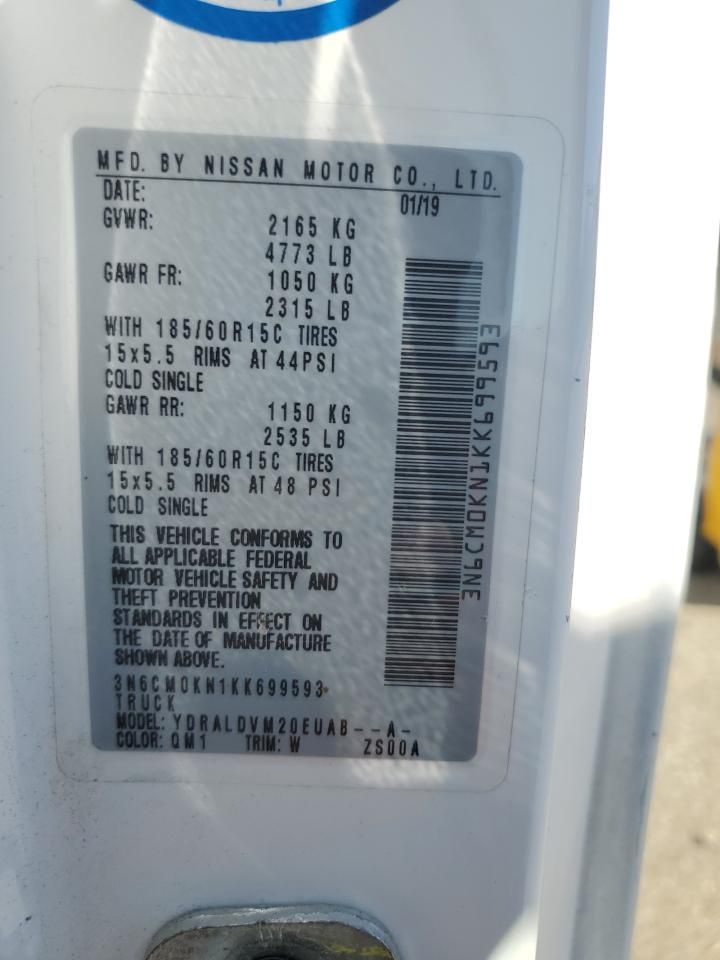 MFD. BY NISSAN MOTOR CO., LTD.
DATE: 01/19
GVWR: 2165 KG
4773 LB
GAWR FR: 1050 KG
2315 LB
WITH 185/60R15C TIRES
15x5.5 RIMS AT 44PSI
COLD SINGLE
GAWR RR: 1150 KG
2535 LB
WITH 185/60R15C TIRES
15x5.5 RIMS AT 48 PSI
COLD SINGLE
THIS VEHICLE CONFORMS TO
ALL APPLICABLE FEDERAL
MOTOR VEHICLE SAFETY AND
THEFT PREVENTION
STANDARDS IN EFFECT ON
THE DATE OF MANUFACTURE
SHOWN ABOVE.
3N6CM0KN1KK699593
TRUCK
MODEL: YDRALDVM20EUAB--A-
COLOR: QM1 TRIM: W ZS00A
3N6CM0KN1KK699593